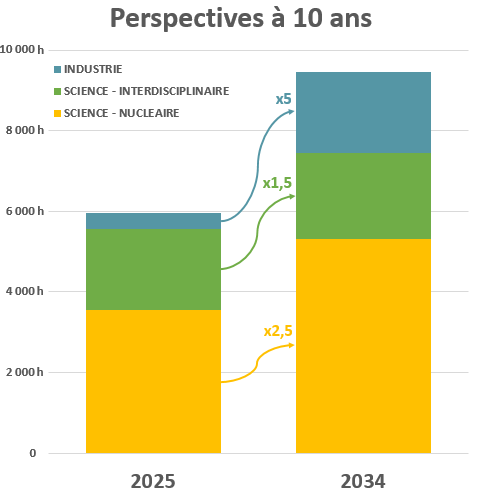 Perspectives à 10 ans
10 000 h
INDUSTRIE
SCIENCE - INTERDISCIPLINAIRE
SCIENCE - NUCLEAIRE
x5
8 000 h
x1,5
6 000 h
4 000 h
x2,5
2 000 h
0
2025
2034